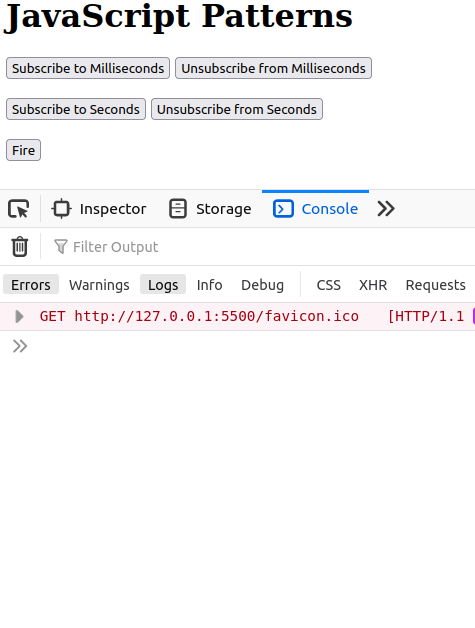 JavaScript Patterns
Subscribe to Milliseconds Unsubscribe from Milliseconds
Subscribe to Seconds Unsubscribe from Seconds
Fire
Inspector Storage Console
Filter Output
Errors Warnings Logs Info Debug CSS XHR Requests
GET http://127.0.0.1:5500/favicon.ico [HTTP/1.1